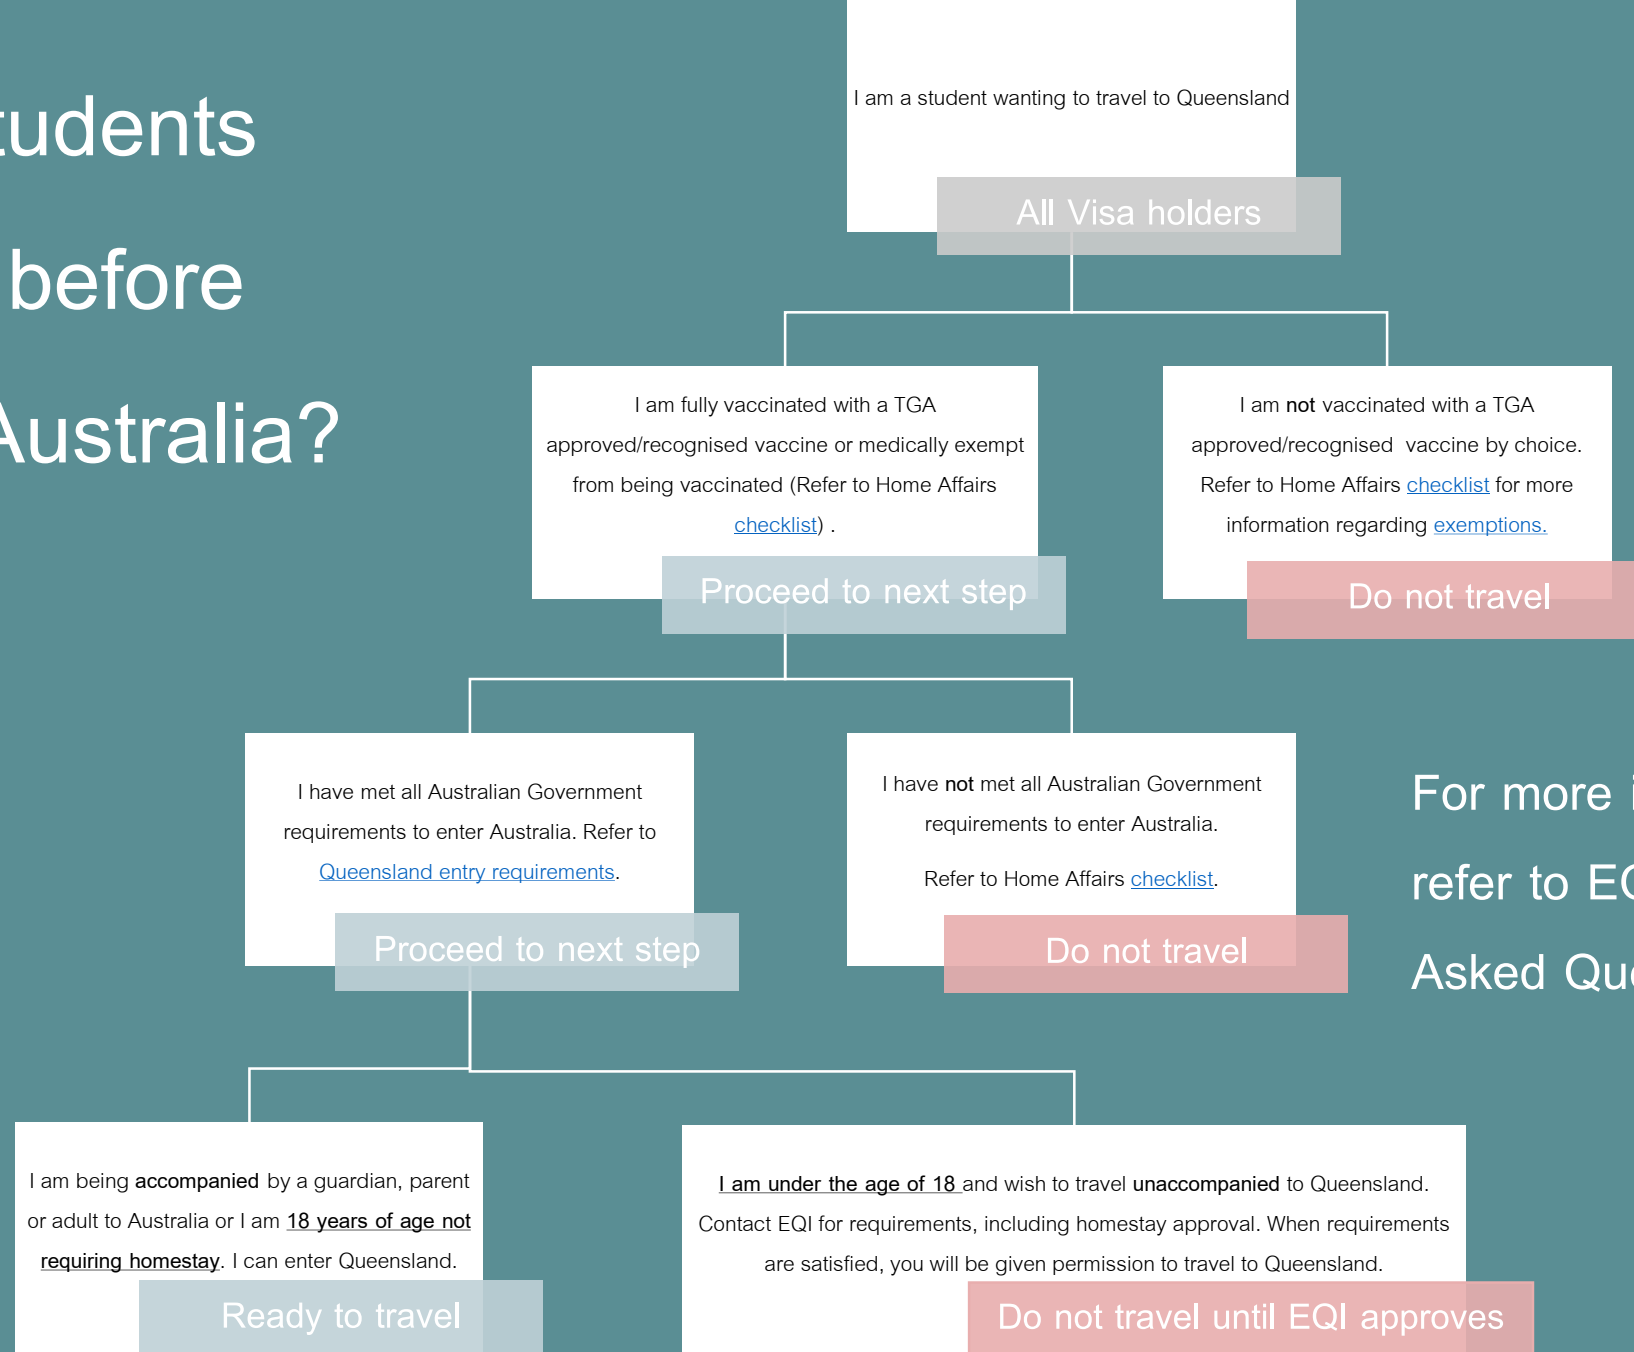 tudents
before
Australia?
I am a student wanting to travel to Queensland
All Visa holders
I am fully vaccinated with a TGA
approved/recognised vaccine or medically exempt
from being vaccinated (Refer to Home Affairs
checklist) .
Proceed to next step
I am not vaccinated with a TGA
approved/recognised vaccine by choice.
Refer to Home Affairs checklist for more
information regarding exemptions.
Do not travel
I have met all Australian Government
requirements to enter Australia. Refer to
Queensland entry requirements.
Proceed to next step
I have not met all Australian Government
requirements to enter Australia.
Refer to Home Affairs checklist.
Do not travel
For more
refer to
Asked
I am being accompanied by a guardian, parent
or adult to Australia or I am 18 years of age not
requiring homestay. I can enter Queensland.
Ready to travel
I am under the age of 18 and wish to travel unaccompanied to Queensland.
Contact EQI for requirements, including homestay approval. When requirements
are satisfied, you will be given permission to travel to Queensland.
Do not travel until EQI approves